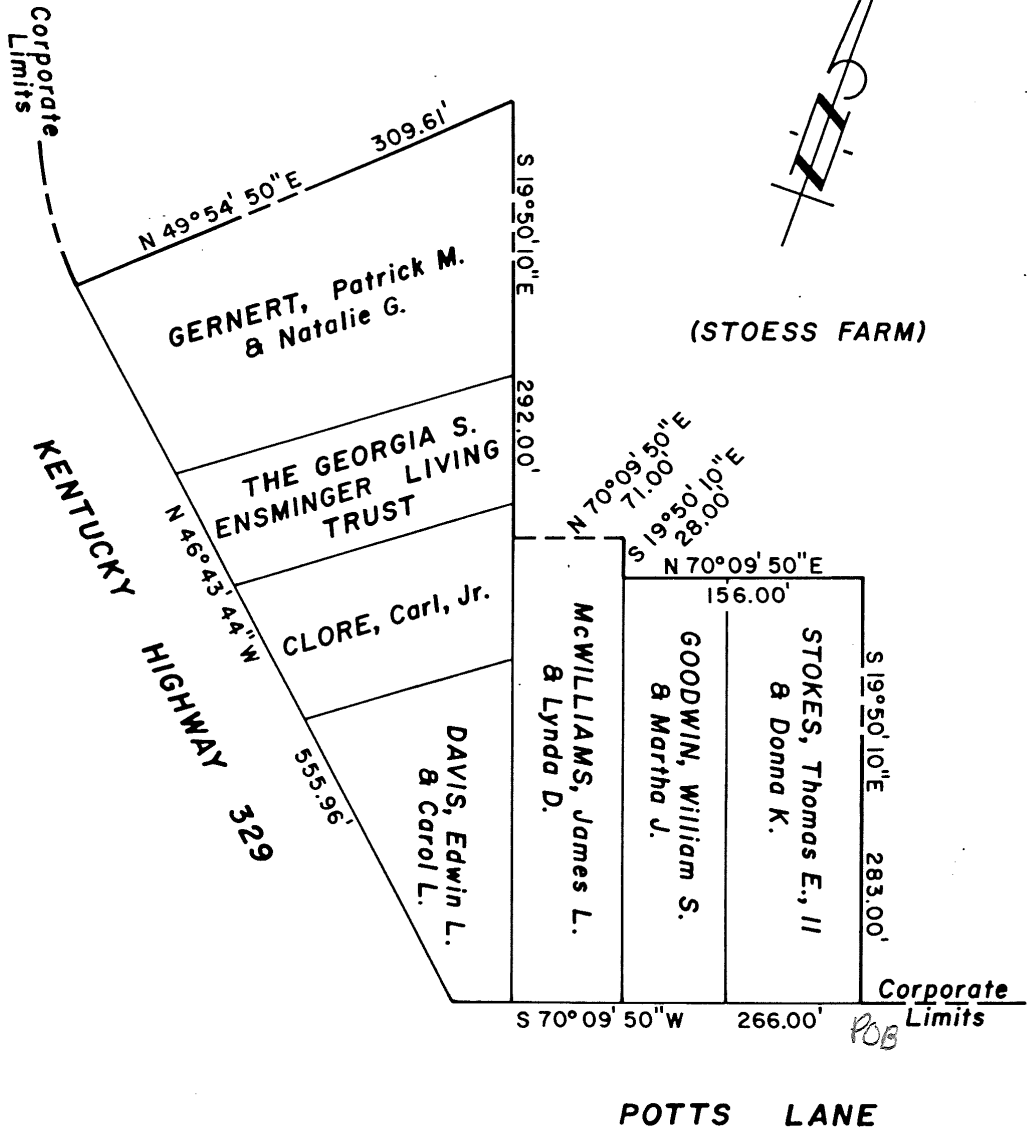 Corporate
Limits
N 49°54'50"E 309.61'
S 19°50'10"E 292.00'
GERNERT, Patrick M.
& Natalie G.
(STOESS FARM)
THE GEORGIA S.
ENSMINGER LIVING
TRUST
N 70°09'50"E
71.00'
S 19°50'10"E
28.00'
N 70°09'50"E
156.00'
KENTUCKY HIGHWAY 329
N 46°43'44"W 555.96'
CLORE, Carl, Jr.
DAVIS, Edwin L.
& Carol L.
McWILLIAMS, James L.
& Lynda D.
GOODWIN, William S.
& Martha J.
STOKES, Thomas E., II
& Donna K.
S 19°50'10"E 283.00'
Corporate
Limits
S 70°09'50"W 266.00'
POB
POTTS LANE